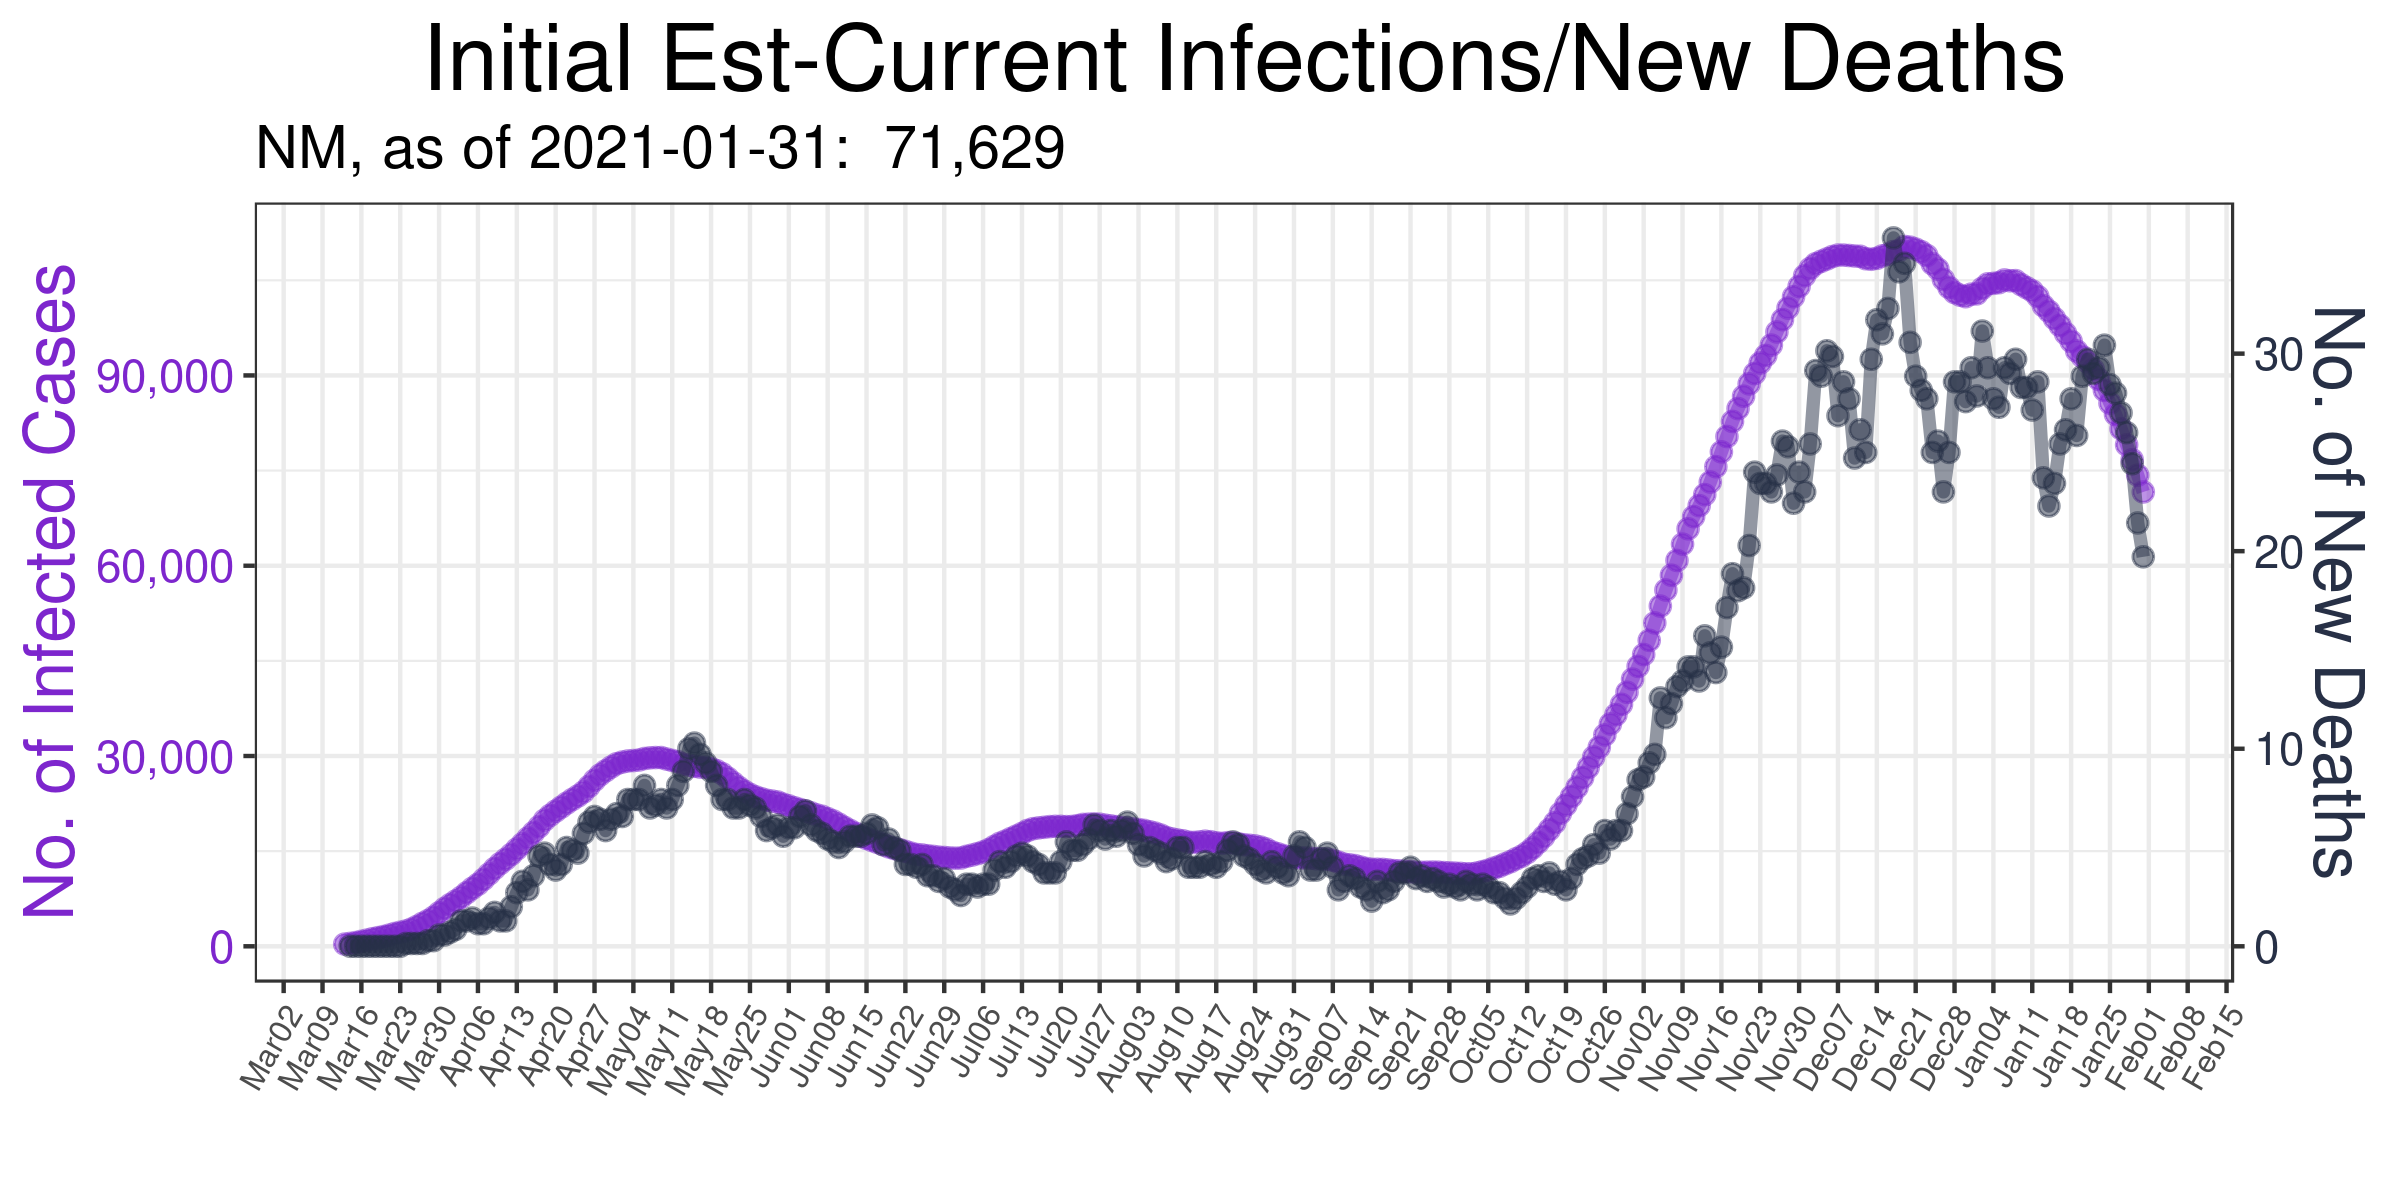 Initial Est-Current Infections/New Deaths
NM, as of 2021-01-31:  71,629
No. of Infected Cases
90,000
60,000
30,000
0
30
20
10
0
No. of New Deaths
Mar02
Mar09
Mar16
Mar23
Mar30
Apr06
Apr13
Apr20
Apr27
May04
May11
May18
May25
Jun01
Jun08
Jun15
Jun22
Jun29
Jul06
Jul13
Jul20
Jul27
Aug03
Aug10
Aug17
Aug24
Aug31
Sep07
Sep14
Sep21
Sep28
Oct05
Oct12
Oct19
Oct26
Nov02
Nov09
Nov16
Nov23
Nov30
Dec07
Dec14
Dec21
Dec28
Jan04
Jan11
Jan18
Jan25
Feb01
Feb08
Feb15